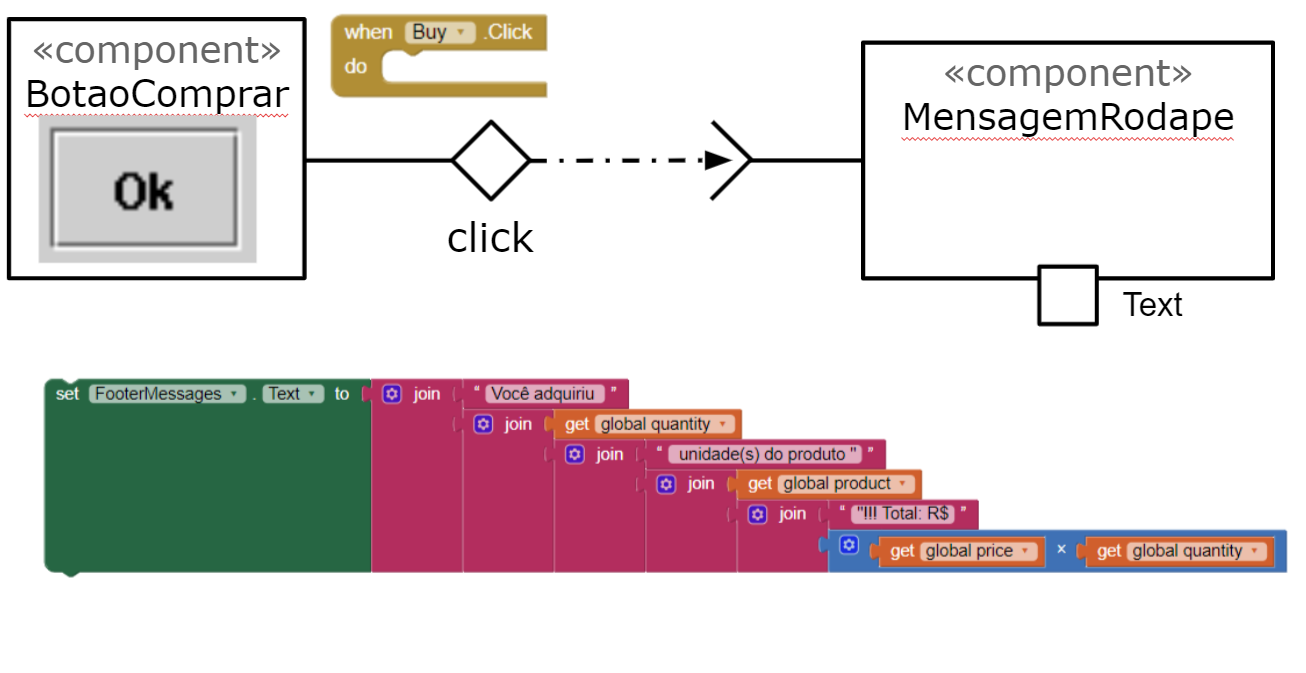 «component»
BotaoComprar
Ok
when Buy .Click
do
click
«component»
MensagemRodape
Text
set FooterMessages . Text to join “ Você adquiriu ”
join get global quantity
join “ unidade(s) do produto " ”
join get global product
join “ "!!! Total: R$ ”
get global price × get global quantity